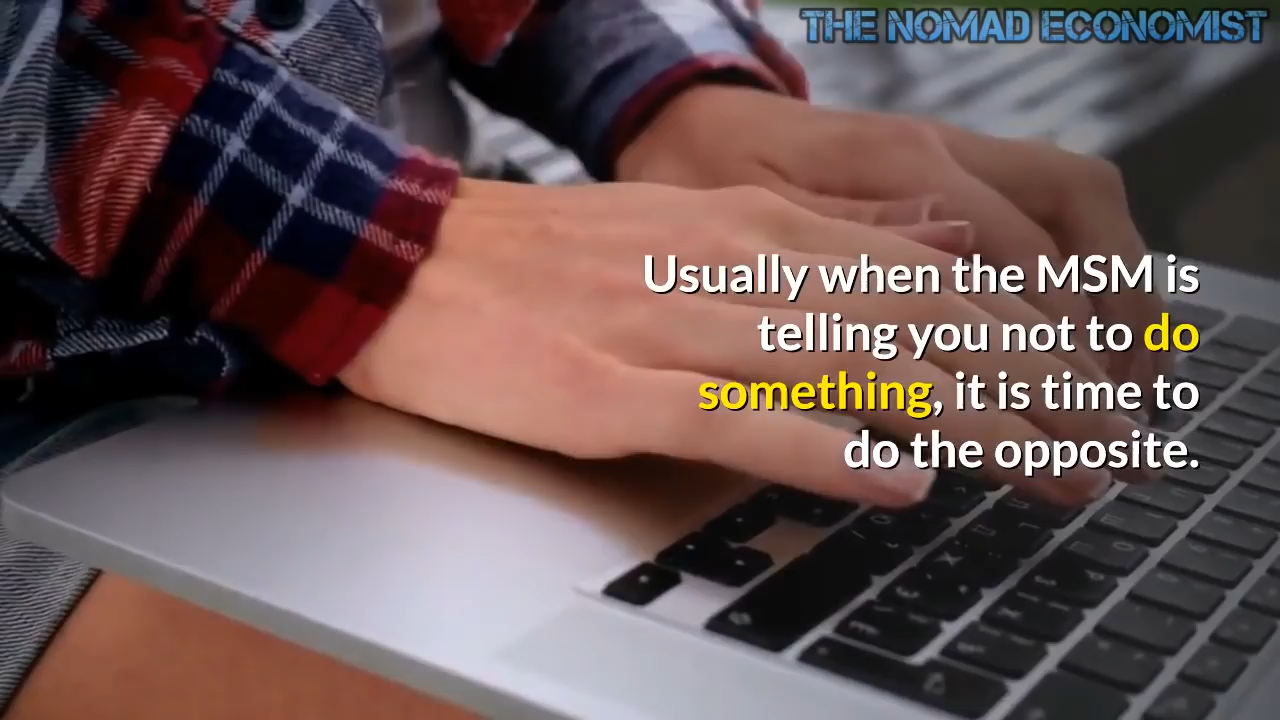 THE NOMAD ECONOMIST
Usually when the MSM is
telling you not to do
something, it is time to
do the opposite.